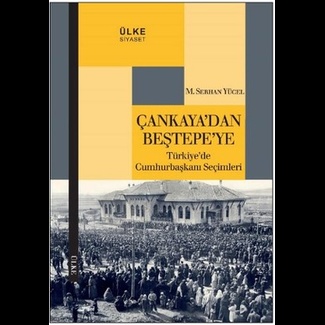 ÜLKE
SİYASET
M. SERHAN YÜCEL
ÇANKAYA'DAN
BEŞTEPE'YE
Türkiye'de
Cumhurbaşkanı Seçimleri
ÜLKE